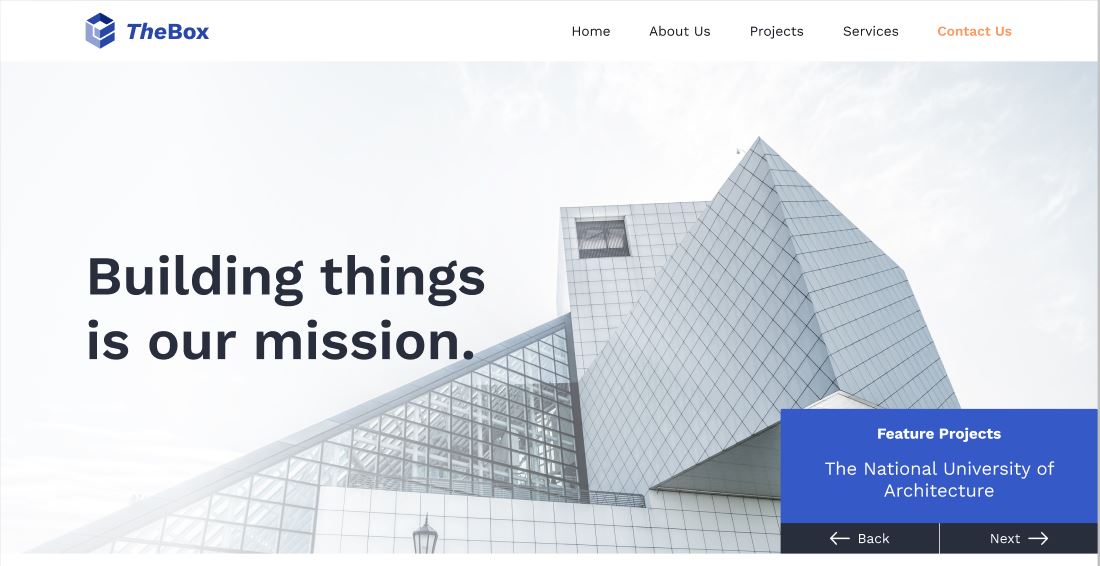 TheBox
Home
About Us
Projects
Services
Contact Us
Building things
is our mission.
Feature Projects
The National University of
Architecture
Back
Next